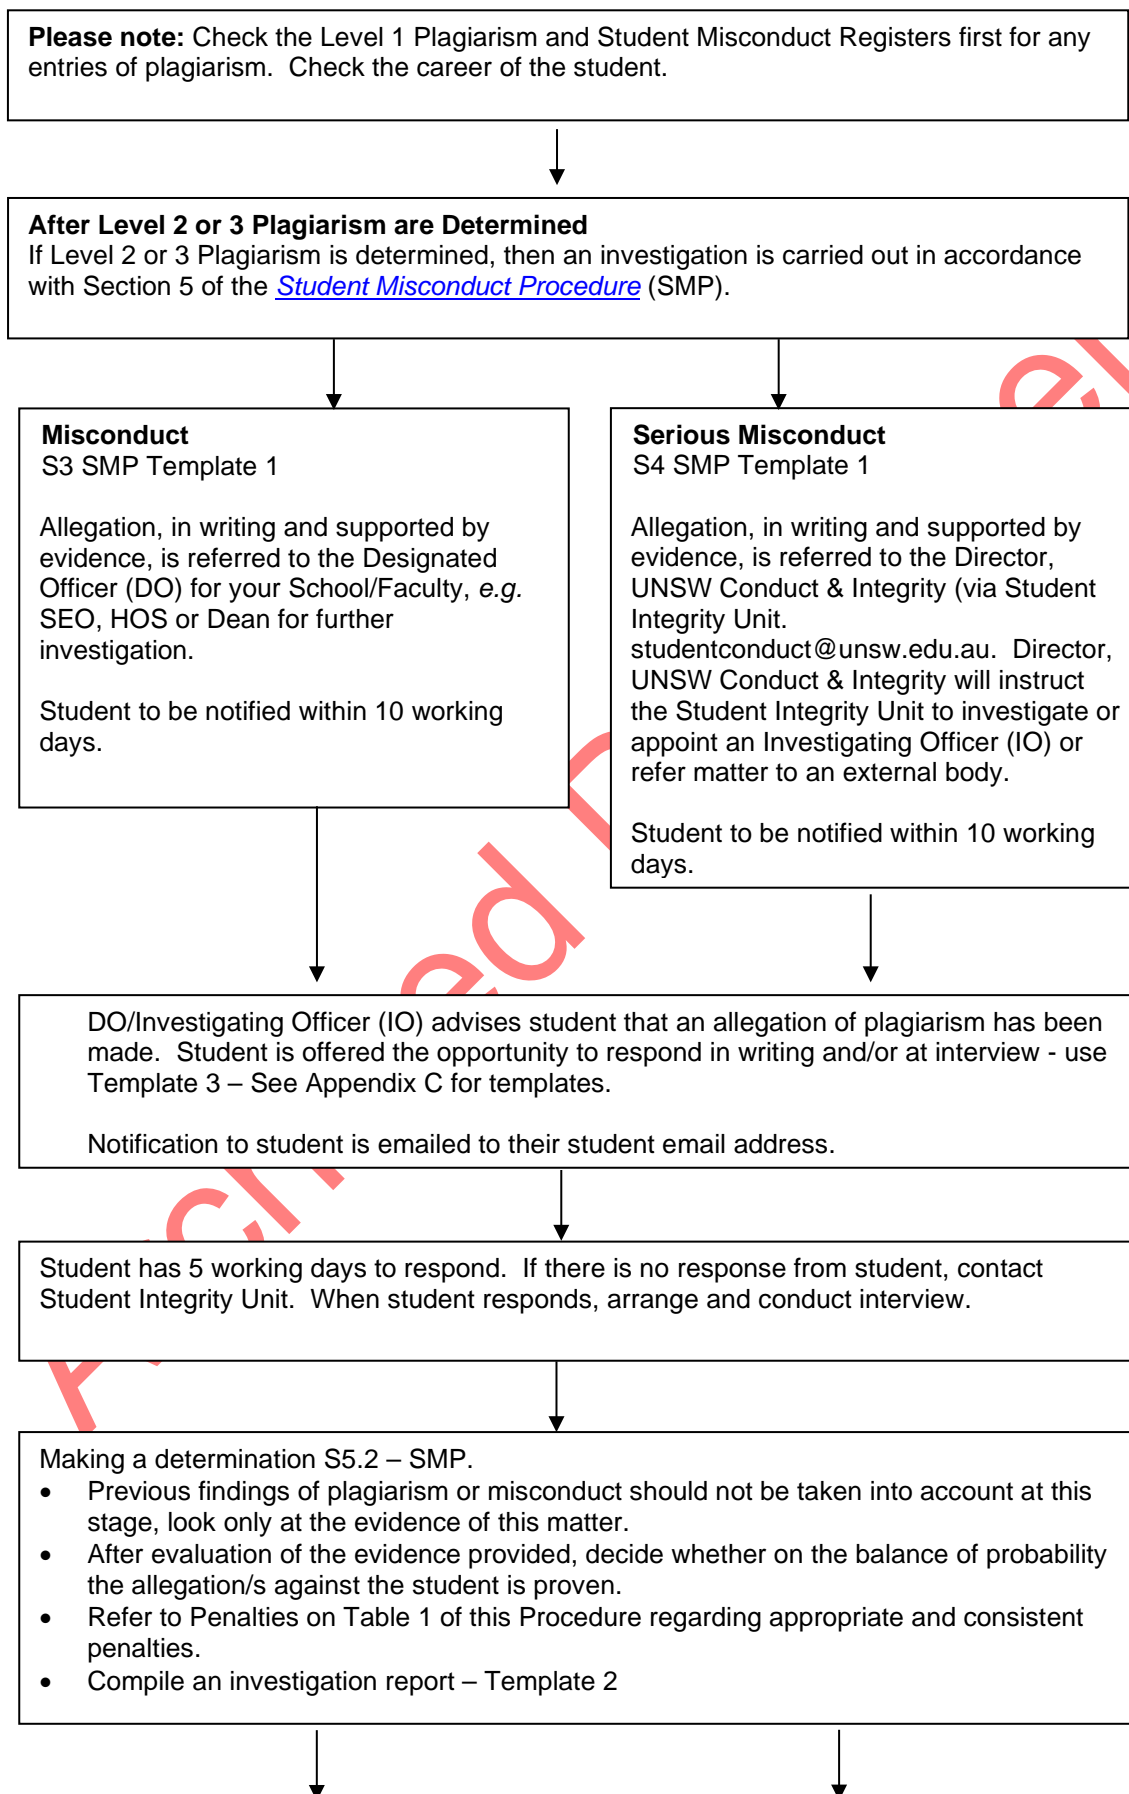 Please note: Check the Level 1 Plagiarism and Student Misconduct Registers first for any
entries of plagiarism. Check the career of the student.
After Level 2 or 3 Plagiarism are Determined
If Level 2 or 3 Plagiarism is determined, then an investigation is carried out in accordance
with Section 5 of the Student Misconduct Procedure (SMP).
Misconduct
S3 SMP Template 1
Allegation, in writing and supported by
evidence, is referred to the Designated
Officer (DO) for your School/Faculty, e.g.
SEO, HOS or Dean for further
investigation.
Student to be notified within 10 working
days.
Serious Misconduct
S4 SMP Template 1
Allegation, in writing and supported by
evidence, is referred to the Director,
UNSW Conduct & Integrity (via Student
Integrity Unit.
studentconduct@unsw.edu.au. Director,
UNSW Conduct & Integrity will instruct
the Student Integrity Unit to investigate or
appoint an Investigating Officer (IO) or
refer matter to an external body.
Student to be notified within 10 working
days.
DO/Investigating Officer (IO) advises student that an allegation of plagiarism has been
made. Student is offered the opportunity to respond in writing and/or at interview - use
Template 3 – See Appendix C for templates.
Notification to student is emailed to their student email address.
Student has 5 working days to respond. If there is no response from student, contact
Student Integrity Unit. When student responds, arrange and conduct interview.
Making a determination S5.2 – SMP.
• Previous findings of plagiarism or misconduct should not be taken into account at this
stage, look only at the evidence of this matter.
• After evaluation of the evidence provided, decide whether on the balance of probability
the allegation/s against the student is proven.
• Refer to Penalties on Table 1 of this Procedure regarding appropriate and consistent
penalties.
• Compile an investigation report – Template 2